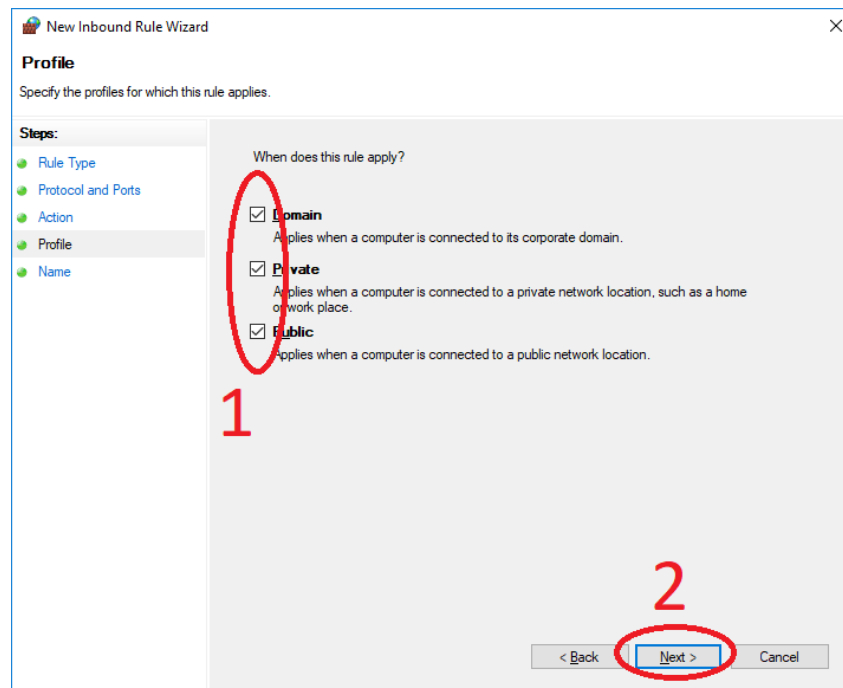 New Inbound Rule Wizard
Profile
Specify the profiles for which this rule applies.
Steps:
Rule Type
Protocol and Ports
Action
Profile
Name
When does this rule apply?
Domain
Applies when a computer is connected to its corporate domain.
Private
Applies when a computer is connected to a private network location, such as a home
or work place.
Public
Applies when a computer is connected to a public network location.
1
2
< Back
Next >
Cancel